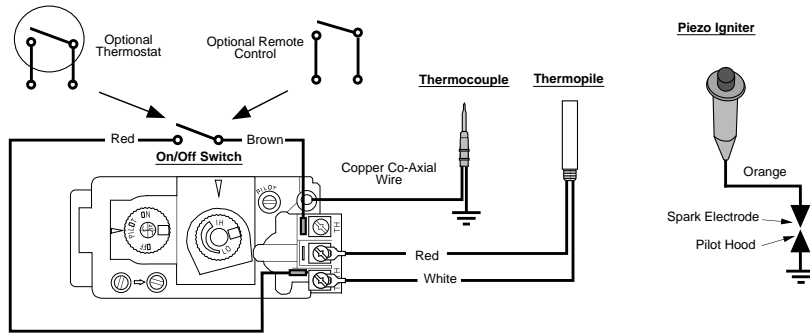 Optional
Thermostat
Optional Remote
Control
Piezo Igniter
Thermocouple
Thermopile
Red
Brown
On/Off Switch
Copper Co-Axial
Wire
Orange
PILOT
PILOT
ON
OFF
HI
LO
TH
TH
Spark Electrode
Pilot Hood
Red
White